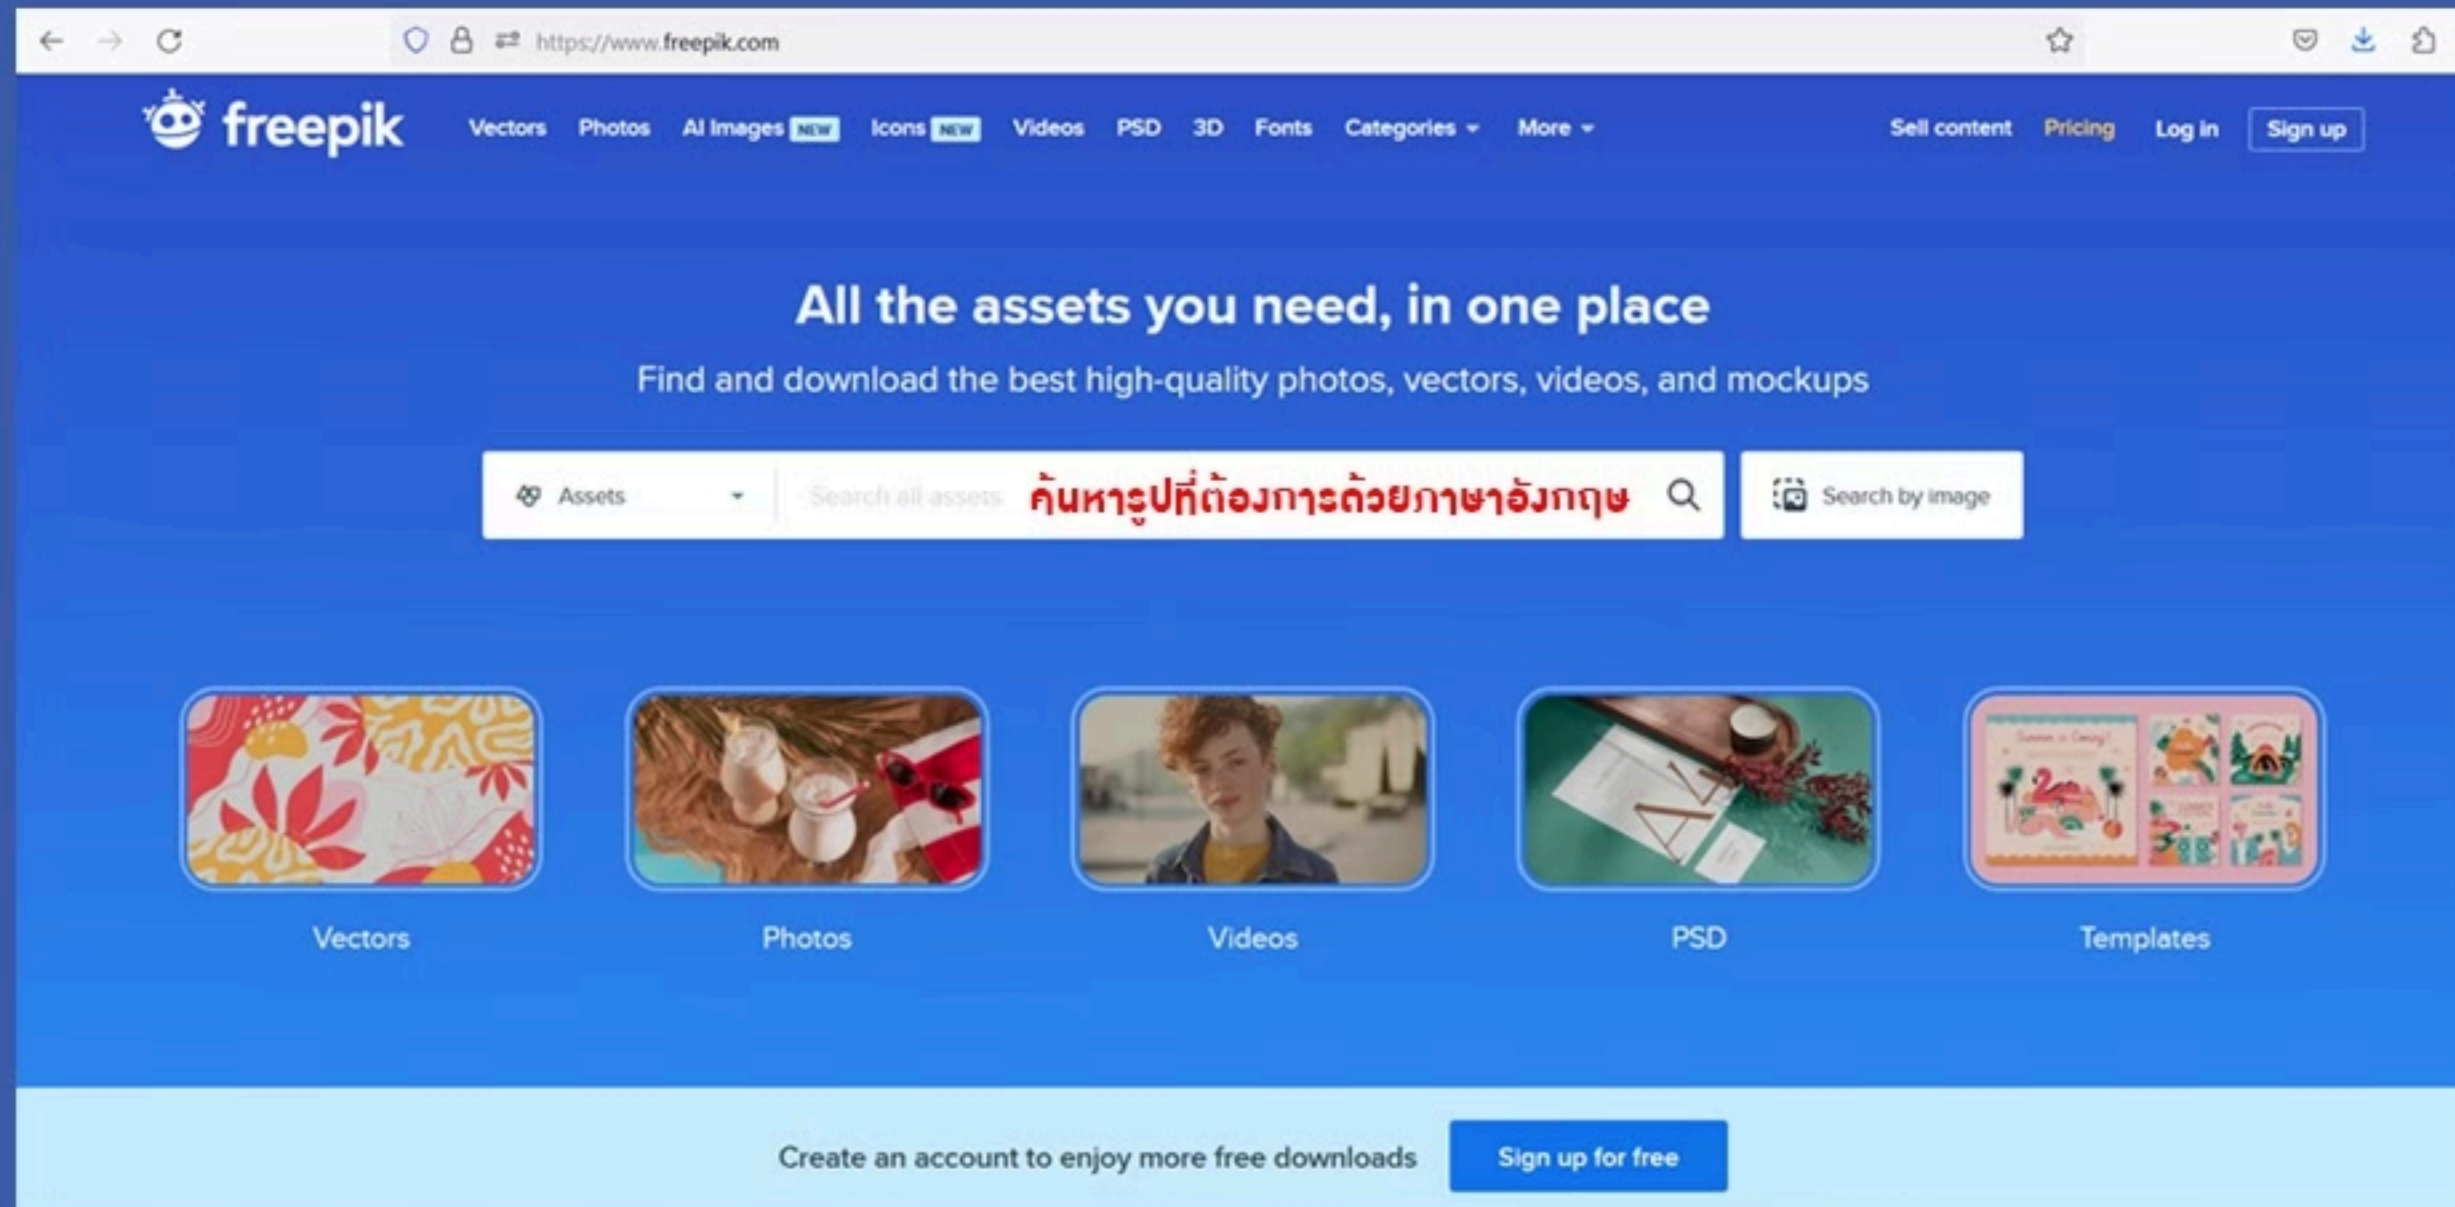 https://www.freepik.com
freepik
Vectors Photos AI Images NEW Icons NEW Videos PSD 3D Fonts Categories More Sell content Pricing Log in Sign up
All the assets you need, in one place
Find and download the best high-quality photos, vectors, videos, and mockups
Assets Search all assets ค้นหารูปที่ต้องการด้วยภาษาอังกฤษ Search by image
Summer is Coming!
Vectors Photos Videos PSD Templates
Create an account to enjoy more free downloads Sign up for free